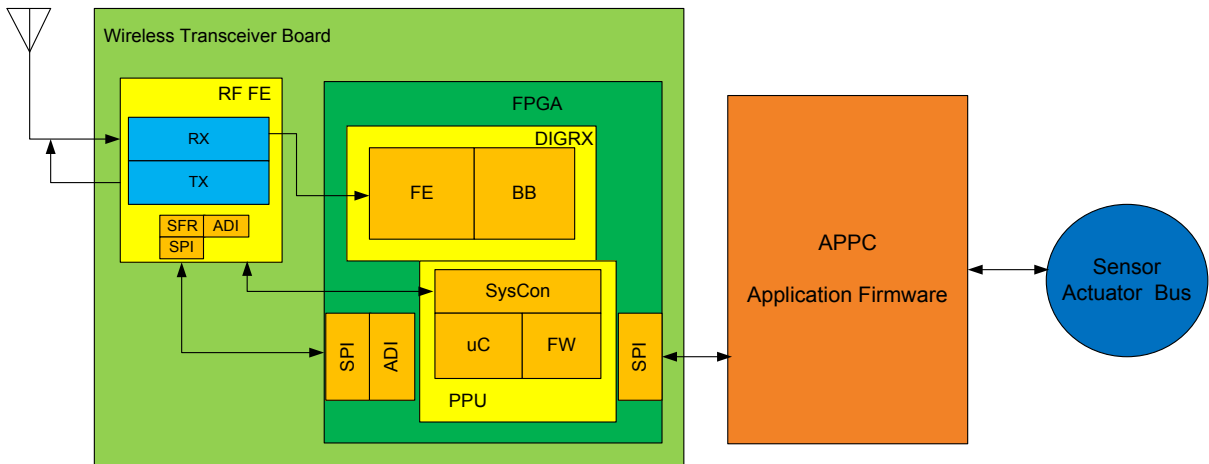 Wireless Transceiver Board
RF FE
RX
TX
SFR
ADI
SPI
FPGA
DIGRX
FE
BB
SysCon
uC
FW
PPU
SPI
ADI
SPI
APPC
Application Firmware
Sensor
Actuator Bus